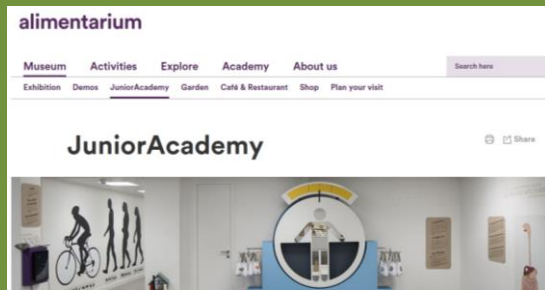 alimentarium
Museum Activities Explore Academy About us Search here
Exhibition Demos JuniorAcademy Garden Café & Restaurant Shop Plan your visit
JuniorAcademy Share